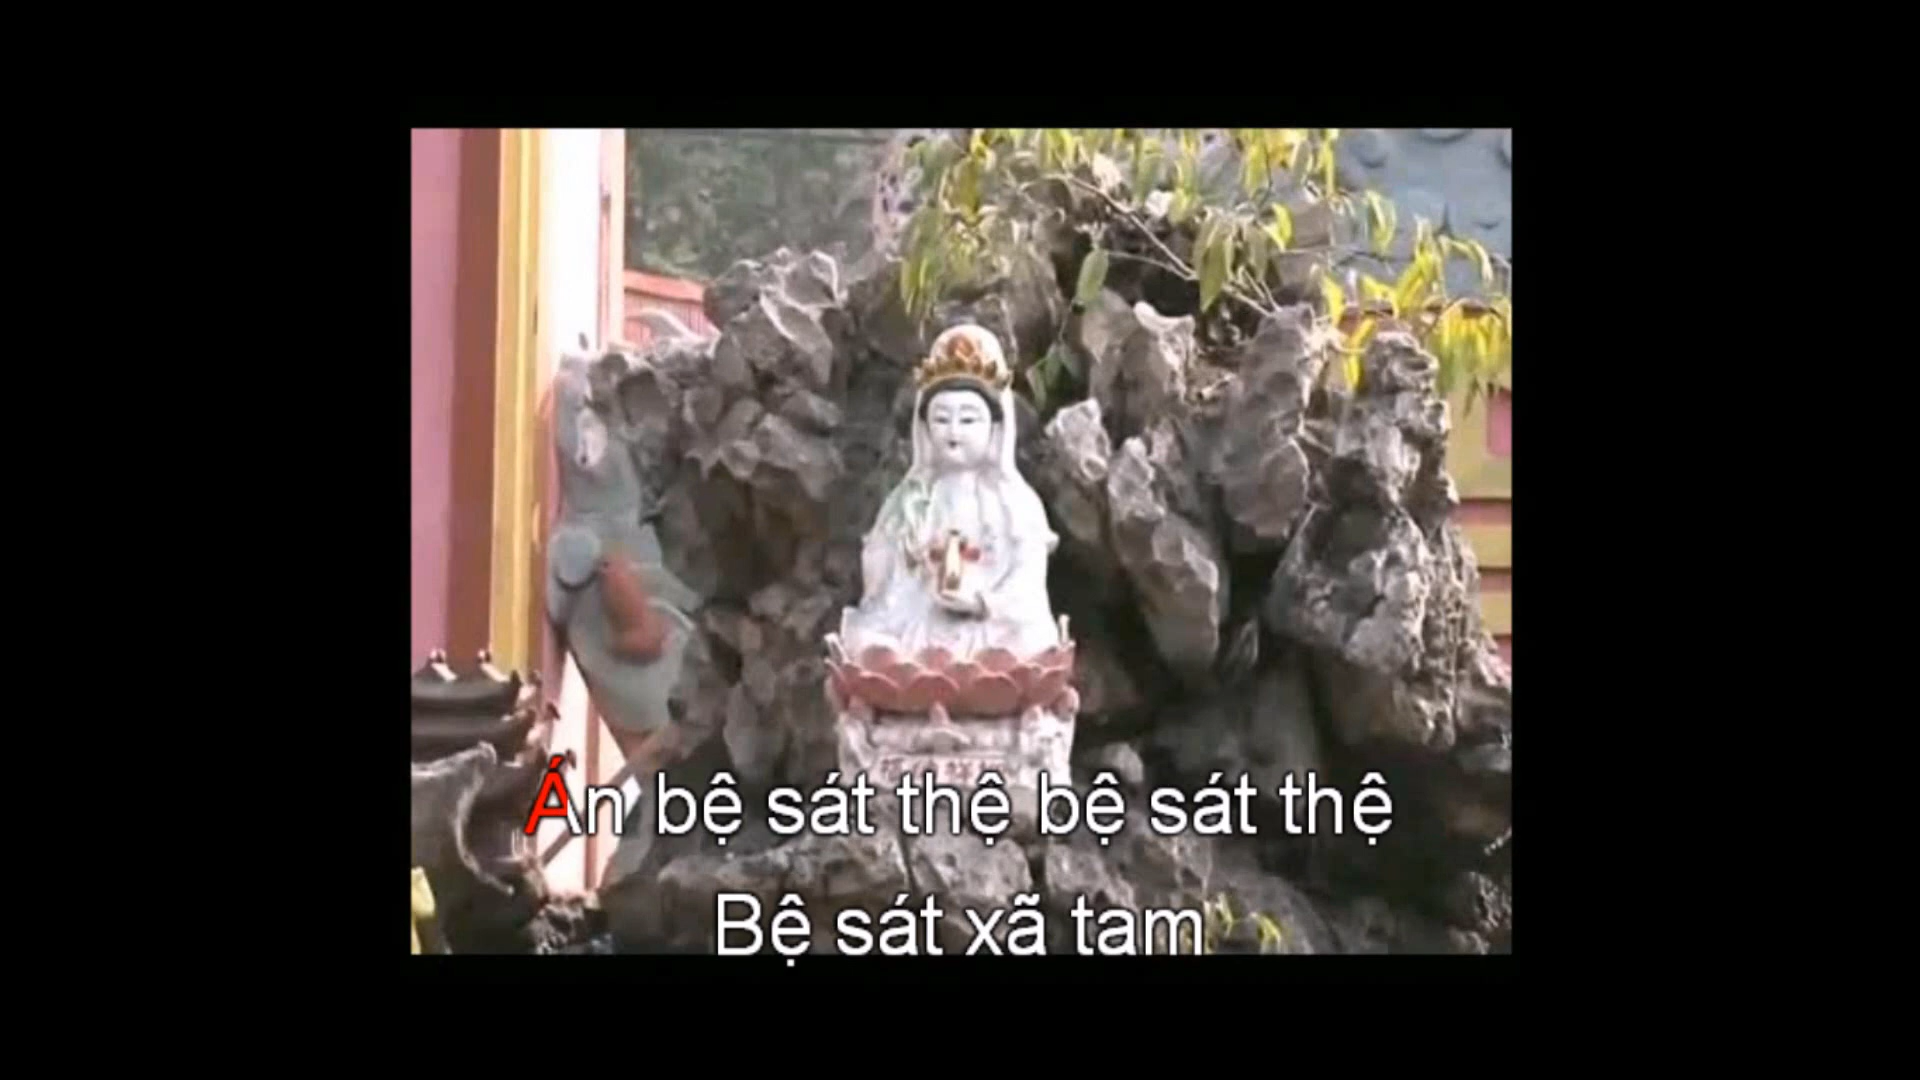 Án bệ sát thệ bệ sát thệ
Bệ sát xã tam